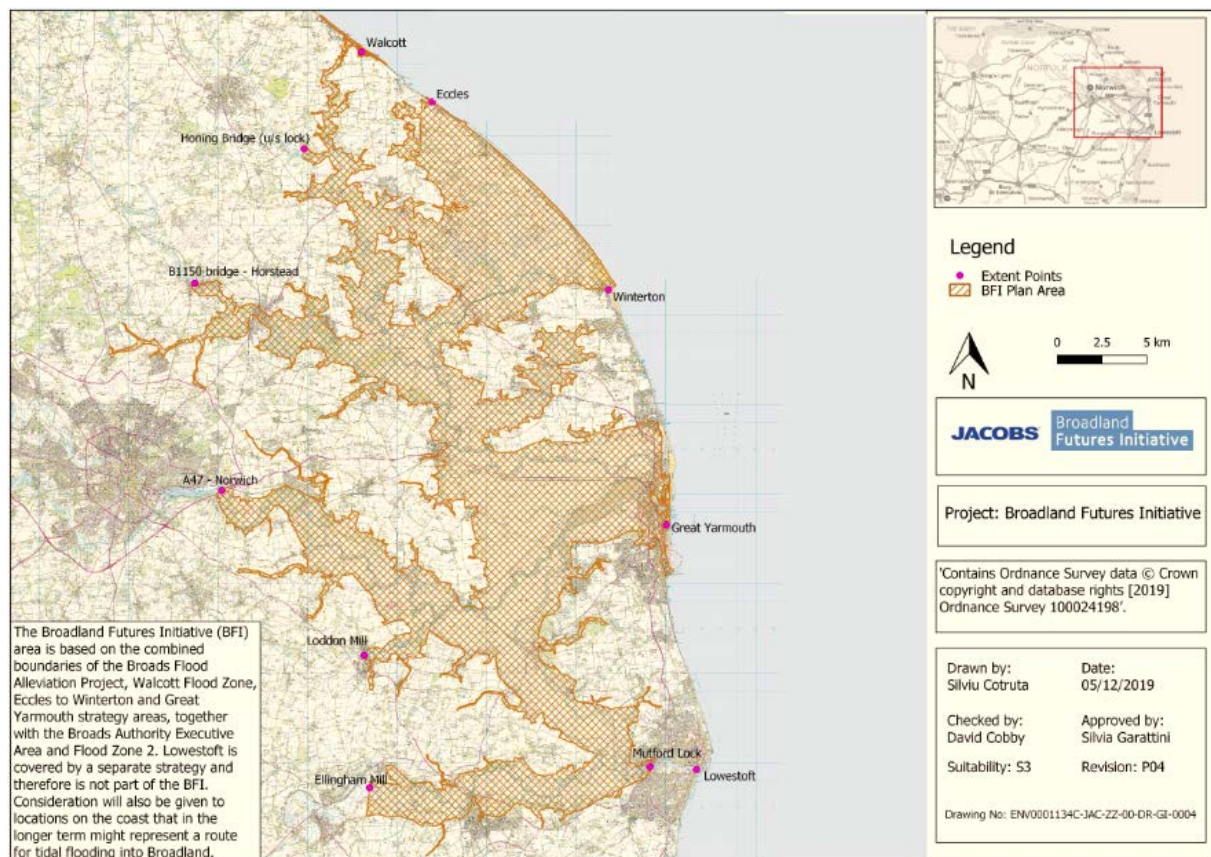 Walcott
Eccles
Honing Bridge (u/s lock)
B1150 bridge - Horstead
Winterton
A47 - Norwich
Great Yarmouth
Loddon Mill
Mutford Lock
Lowestoft
Ellingham Mill
The Broadland Futures Initiative (BFI)
area is based on the combined
boundaries of the Broads Flood
Alleviation Project, Walcott Flood Zone,
Eccles to Winterton and Great
Yarmouth strategy areas, together
with the Broads Authority Executive
Area and Flood Zone 2. Lowestoft is
covered by a separate strategy and
therefore is not part of the BFI.
Consideration will also be given to
locations on the coast that in the
longer term might represent a route
for tidal flooding into Broadland.
NORFOLK
Norwich
Lowestoft
Legend
Extent Points
BFI Plan Area
N
0 2.5 5 km
JACOBS
Broadland
Futures Initiative
Project: Broadland Futures Initiative
'Contains Ordnance Survey data © Crown
copyright and database rights [2019]
Ordnance Survey 100024198'.
Drawn by:
Silviu Cotruta
Date:
05/12/2019
Checked by:
David Cobby
Approved by:
Silvia Garattini
Suitability: S3
Revision: P04
Drawing No: ENV0001134C-JAC-ZZ-00-DR-GI-0004